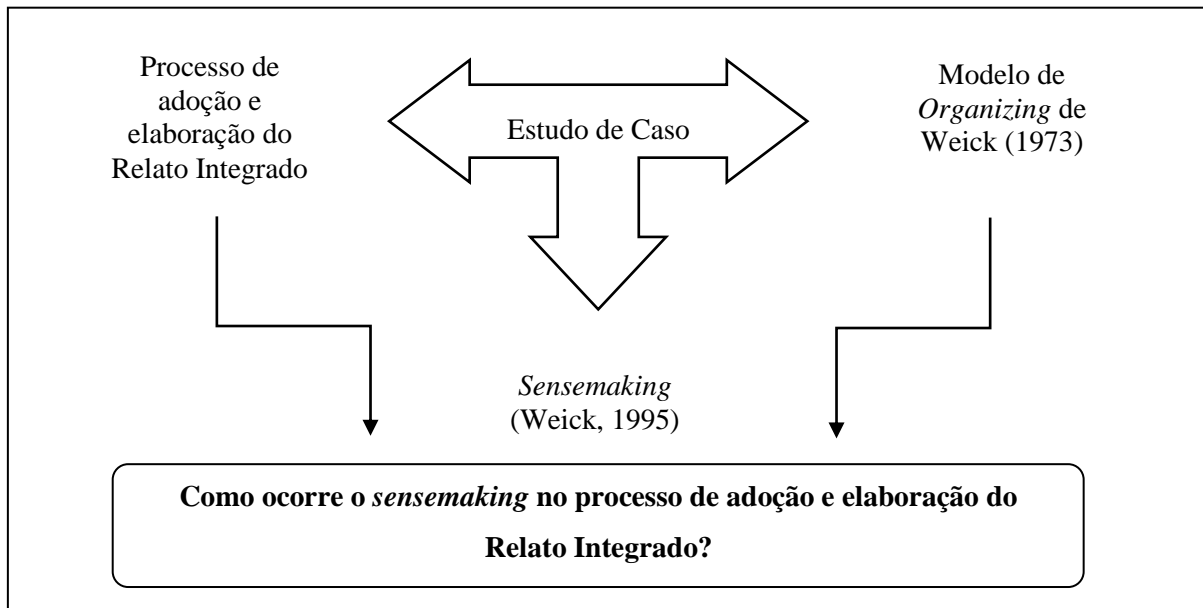 Processo de
adoção e
elaboração do
Relato Integrado
Estudo de Caso
Modelo de
Organizing de
Weick (1973)
Sensemaking
(Weick, 1995)
Como ocorre o sensemaking no processo de adoção e elaboração do
Relato Integrado?